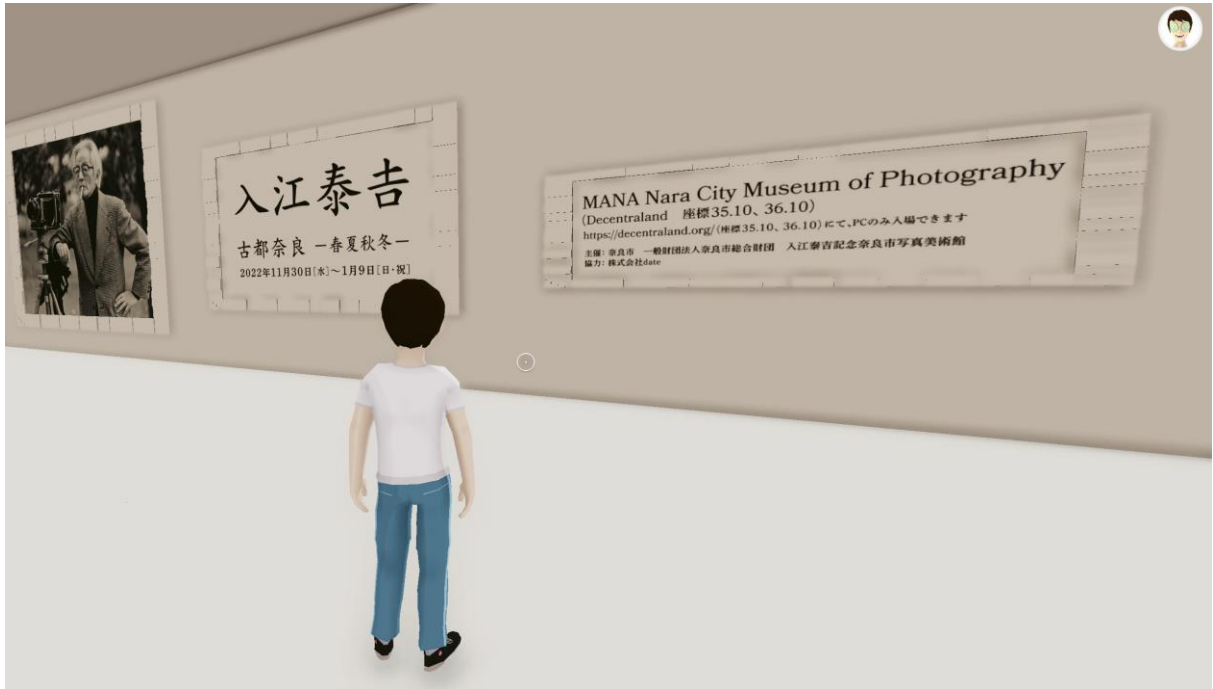 入江泰𠮷
古都奈良 ー春夏秋冬ー
2022年11月30日[水]〜1月9日[日・祝]
MANA Nara City Museum of Photography
(Decentraland 座標35.10、36.10)
https://decentraland.org/(座標35.10、36.10)にて、PCのみ入場できます
主催：奈良市 一般財団法人奈良市総合財団 入江泰𠮷記念奈良市写真美術館
協力：株式会社date